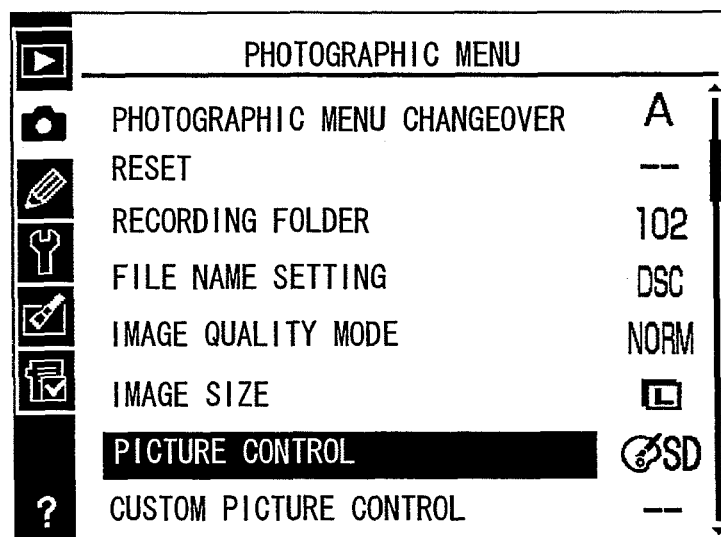 PHOTOGRAPHIC MENU
PHOTOGRAPHIC MENU CHANGEOVER A
RESET --
RECORDING FOLDER 102
FILE NAME SETTING DSC
IMAGE QUALITY MODE NORM
IMAGE SIZE L
PICTURE CONTROL SD
CUSTOM PICTURE CONTROL --
?